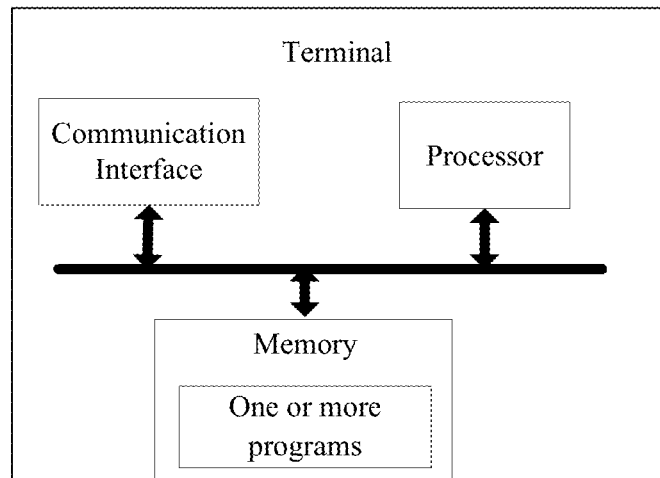 Terminal
Communication
Interface
Processor
Memory
One or more
programs